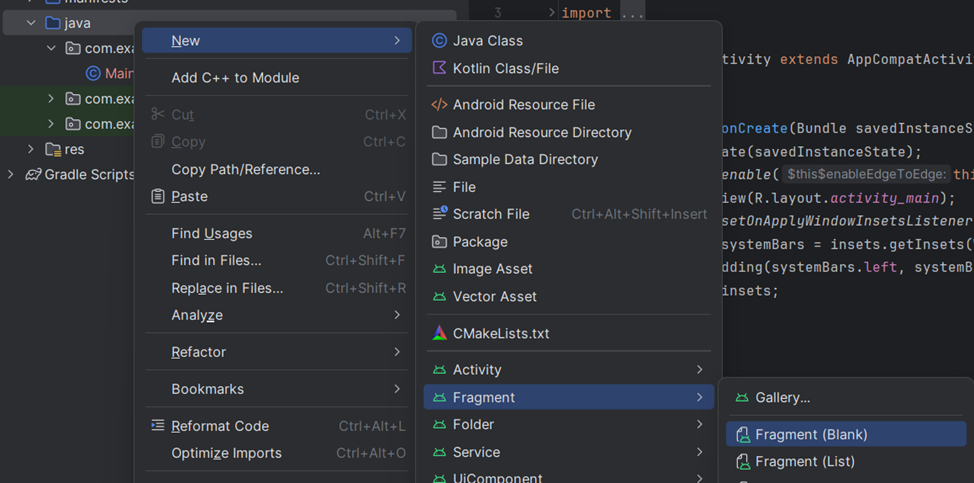 manifests
java
com.exa
Main
com.exa
com.exa
res
Gradle Scripts
New
Add C++ to Module
Cut Ctrl+X
Copy Ctrl+C
Copy Path/Reference...
Paste Ctrl+V
Find Usages Alt+F7
Find in Files... Ctrl+Shift+F
Replace in Files... Ctrl+Shift+R
Analyze
Refactor
Bookmarks
Reformat Code Ctrl+Alt+L
Optimize Imports Ctrl+Alt+O
Java Class
Kotlin Class/File
Android Resource File
Android Resource Directory
Sample Data Directory
File
Scratch File Ctrl+Alt+Shift+Insert
Package
Image Asset
Vector Asset
CMakeLists.txt
Activity
Fragment
Folder
Service
UiComponent
Gallery...
Fragment (Blank)
Fragment (List)
3 import ...
tivity extends AppCompatActivi
onCreate(Bundle savedInstanceS
ate(savedInstanceState);
enable( $this$enableEdgeToEdge: thi
iew(R.layout.activity_main);
setOnApplyWindowInsetsListener
systemBars = insets.getInsets(
dding(systemBars.left, systemB
insets;